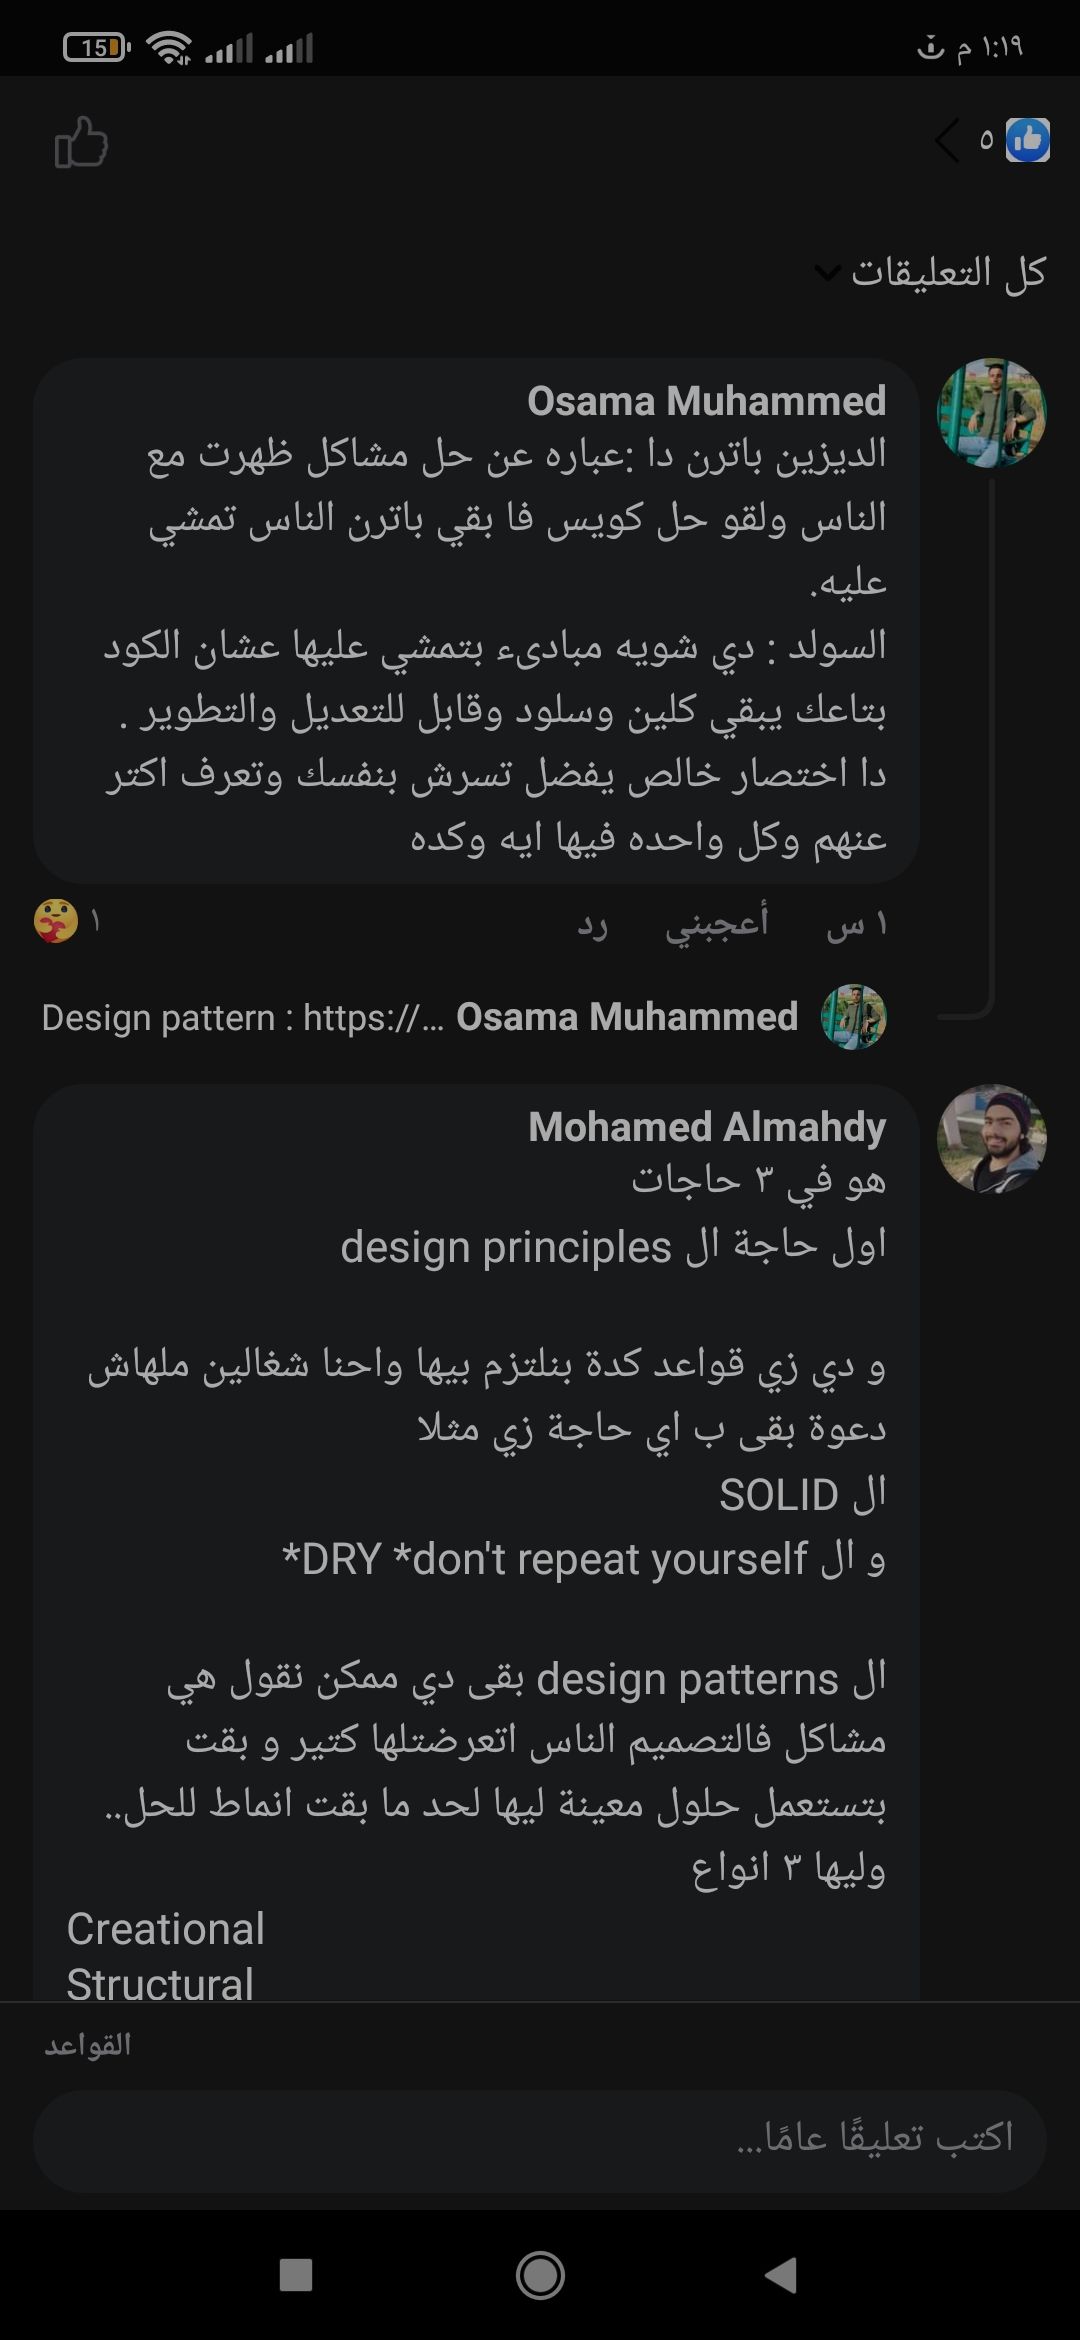 15
١:١٩ م
٥
كل التعليقات
Osama Muhammed
الديزين باترن دا :عباره عن حل مشاكل ظهرت مع
الناس ولقو حل كويس فا بقي باترن الناس تمشي
عليه.
السولد : دي شويه مبادىء بتمشي عليها عشان الكود
بتاعك يبقي كلين وسلود وقابل للتعديل والتطوير .
دا اختصار خالص يفضل تسرش بنفسك وتعرف اكتر
عنهم وكل واحده فيها ايه وكده
١ س أعجبني رد ١
Osama Muhammed Design pattern : https://...
Mohamed Almahdy
هو في ٣ حاجات
اول حاجة ال design principles
و دي زي قواعد كدة بنلتزم بيها واحنا شغالين ملهاش
دعوة بقى ب اي حاجة زي مثلا
ال SOLID
و ال DRY *don't repeat yourself*
ال design patterns بقى دي ممكن نقول هي
مشاكل فالتصميم الناس اتعرضتلها كتير و بقت
بتستعمل حلول معينة ليها لحد ما بقت انماط للحل..
وليها ٣ انواع
Creational
Structural
القواعد
اكتب تعليقًا عامًا...